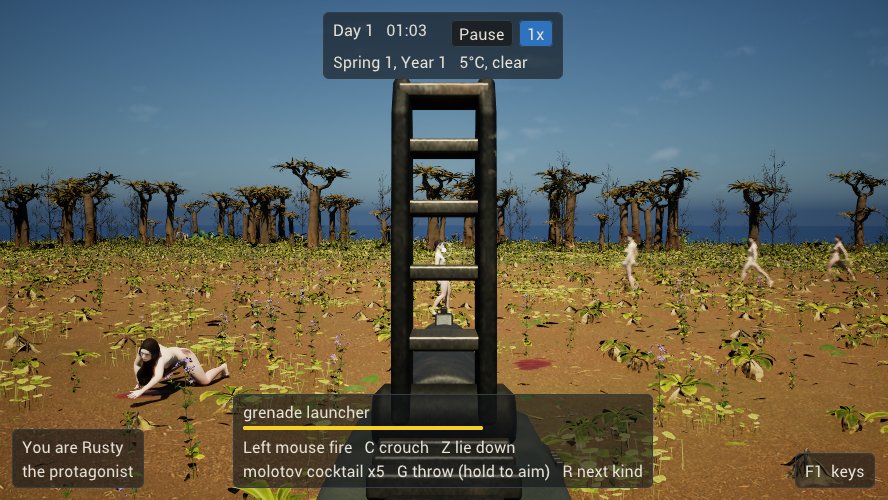 Day 1 01:03 Pause 1x
Spring 1, Year 1 5°C, clear
grenade launcher
Left mouse fire C crouch Z lie down
molotov cocktail x5 G throw (hold to aim) R next kind
You are Rusty
the protagonist
F1 keys